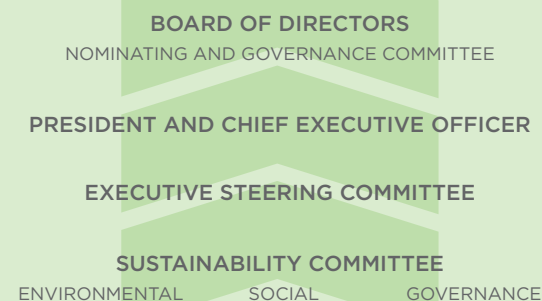 BOARD OF DIRECTORS
NOMINATING AND GOVERNANCE COMMITTEE
PRESIDENT AND CHIEF EXECUTIVE OFFICER
EXECUTIVE STEERING COMMITTEE
SUSTAINABILITY COMMITTEE
ENVIRONMENTAL SOCIAL GOVERNANCE